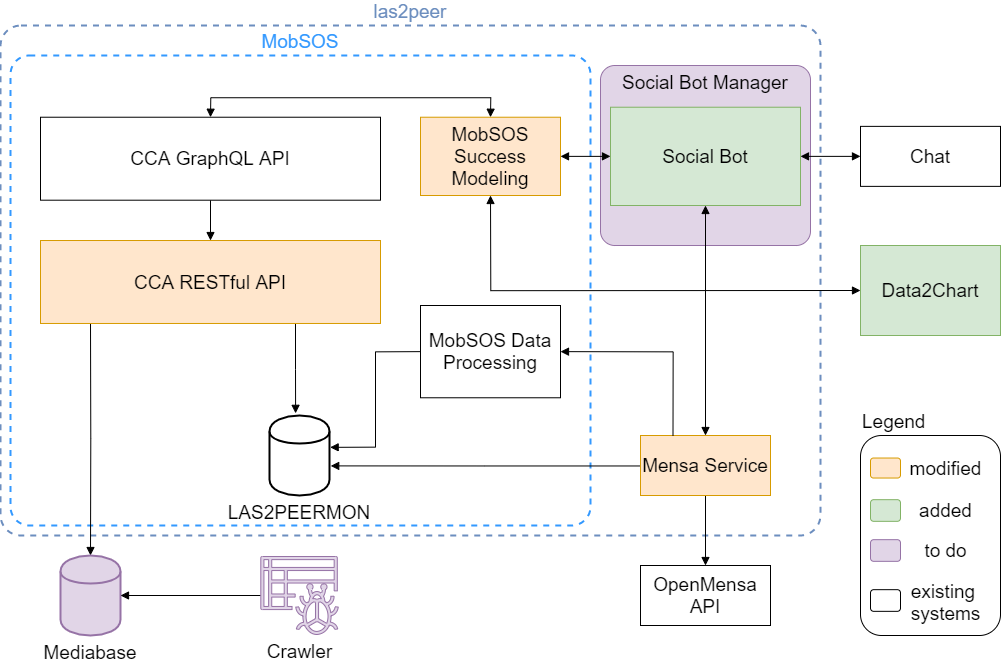 las2peer
MobSOS
Social Bot Manager
CCA GraphQL API
MobSOS
Success
Modeling
Social Bot
Chat
CCA RESTful API
Data2Chart
MobSOS Data
Processing
Mensa Service
LAS2PEERMON
OpenMensa
API
Mediabase
Crawler
Legend
modified
added
to do
existing
systems